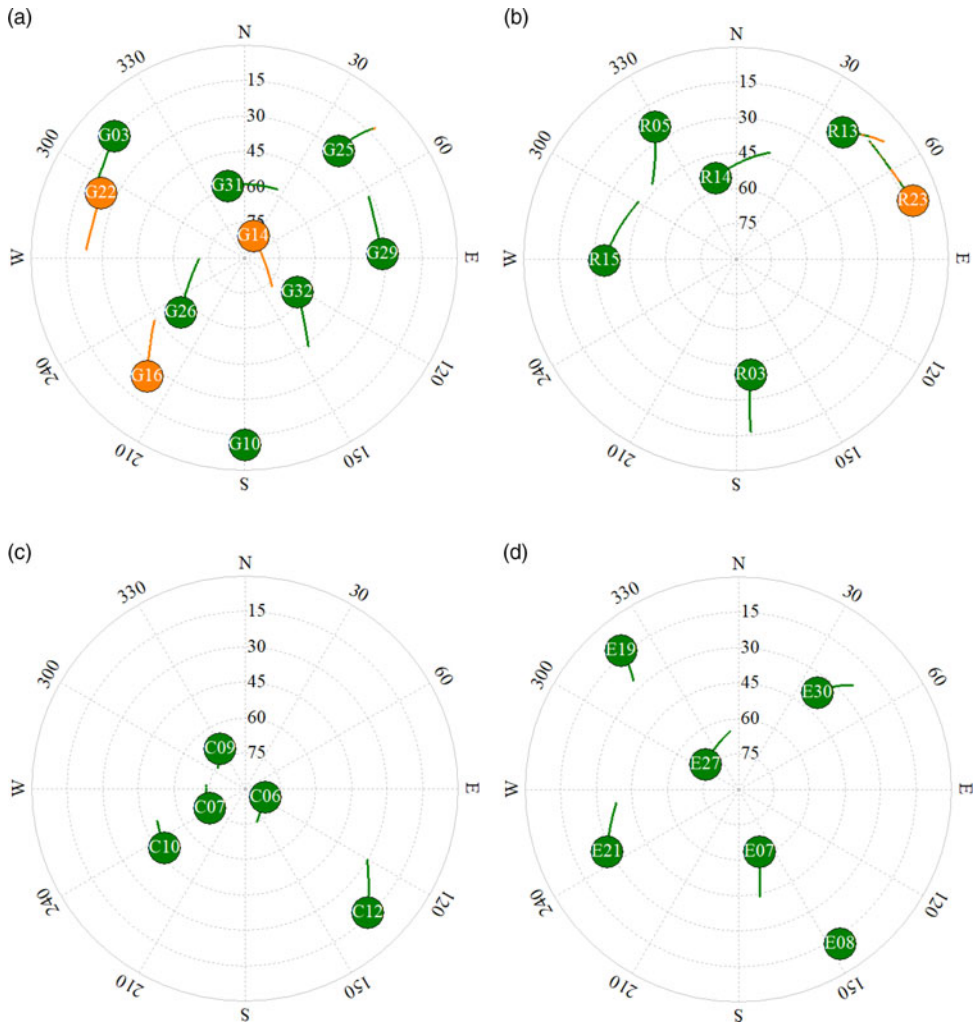 (a)
N
330
30
300
60
W
E
240
120
210
150
S
15
30
45
60
75
G03
G25
G22
G31
G14
G29
G32
G26
G16
G10
(b)
N
330
30
300
60
W
E
240
120
210
150
S
15
30
45
60
75
R05
R13
R14
R23
R15
R03
(c)
N
330
30
300
60
W
E
240
120
210
150
S
15
30
45
60
75
C09
C06
C07
C10
C12
(d)
N
330
30
300
60
W
E
240
120
210
150
S
15
30
45
60
75
E19
E30
E27
E21
E07
E08